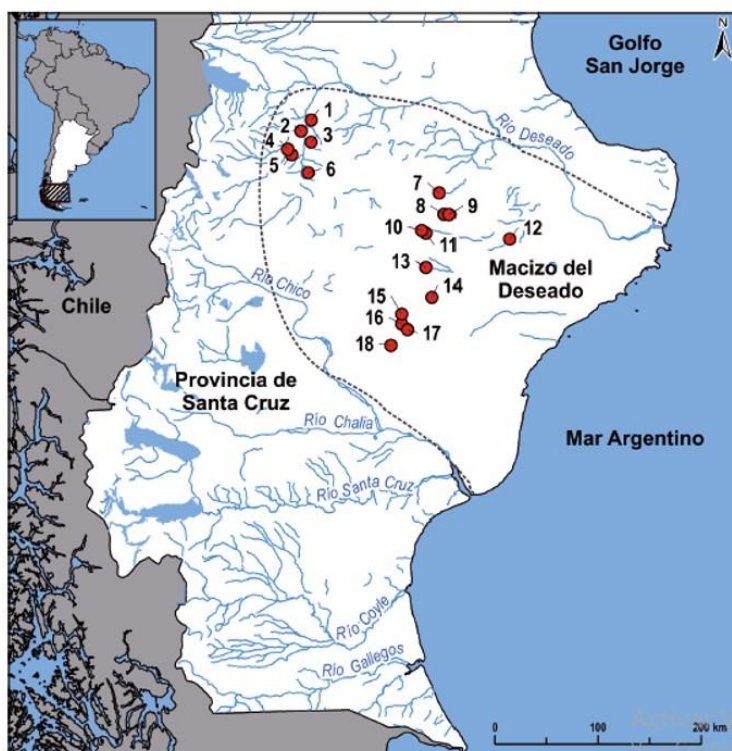 Golfo
San Jorge
N
1
2
3
4
5
6
Río Deseado
7
8
9
10
11
12
13
Macizo del
Deseado
14
15
16
17
18
Chile
Río Chico
Provincia de
Santa Cruz
Río Chalia
Mar Argentino
Río Santa Cruz
Río Coyle
Río Gallegos
0
100
200 km